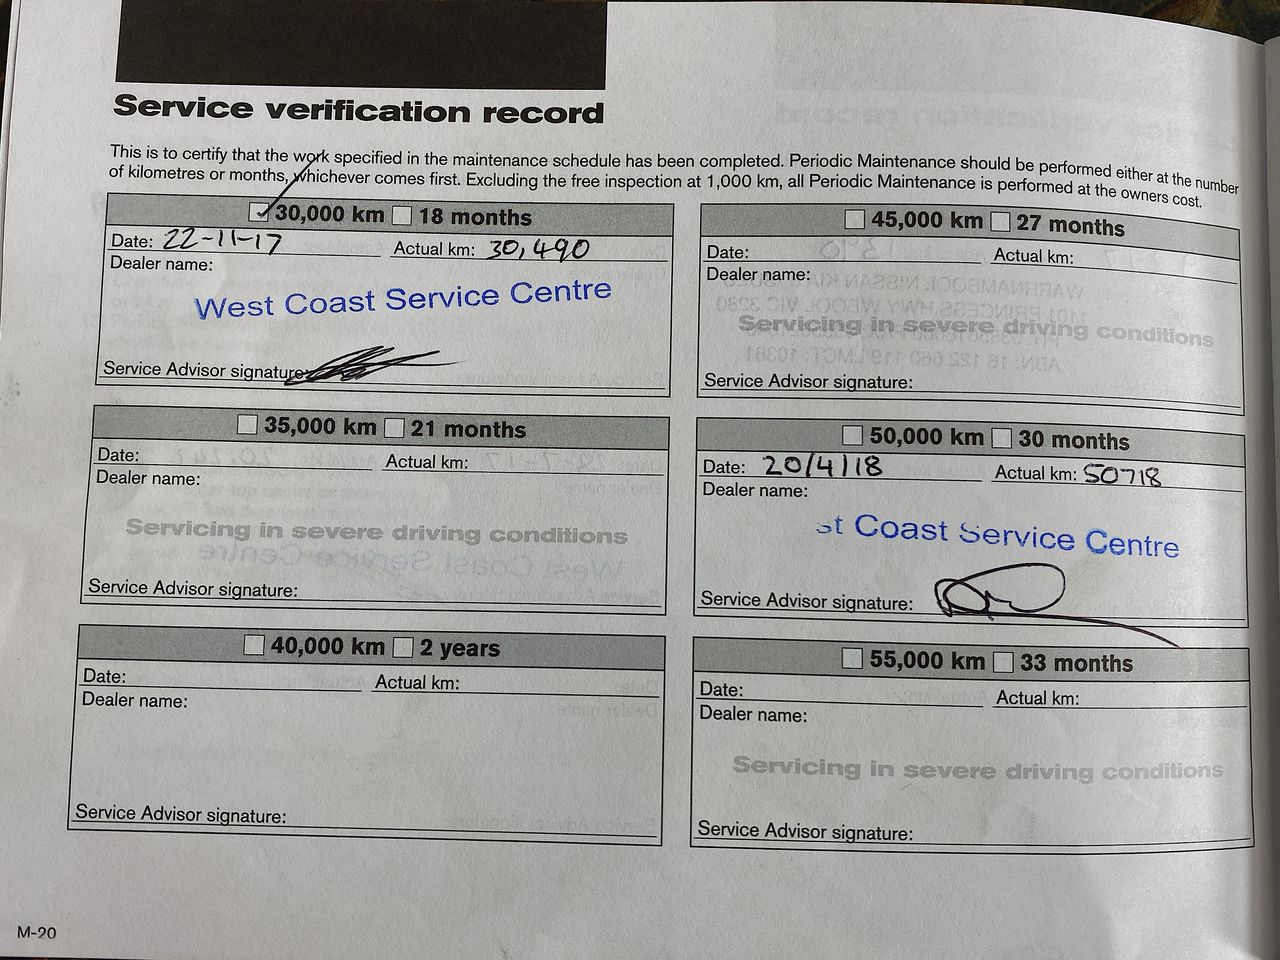 Service verification record
This is to certify that the work specified in the maintenance schedule has been completed. Periodic Maintenance should be performed either at the number
of kilometres or months, whichever comes first. Excluding the free inspection at 1,000 km, all Periodic Maintenance is performed at the owners cost.
30,000 km 18 months
Date: 22-11-17 Actual km: 30,490
Dealer name:
West Coast Service Centre
Service Advisor signature:
35,000 km 21 months
Date: Actual km:
Dealer name:
Servicing in severe driving conditions
Service Advisor signature:
40,000 km 2 years
Date: Actual km:
Dealer name:
Service Advisor signature:
45,000 km 27 months
Date: Actual km:
Dealer name:
Servicing in severe driving conditions
Service Advisor signature:
50,000 km 30 months
Date: 20/4/18 Actual km: 50718
Dealer name:
st Coast Service Centre
Service Advisor signature:
55,000 km 33 months
Date: Actual km:
Dealer name:
Servicing in severe driving conditions
Service Advisor signature:
M-20